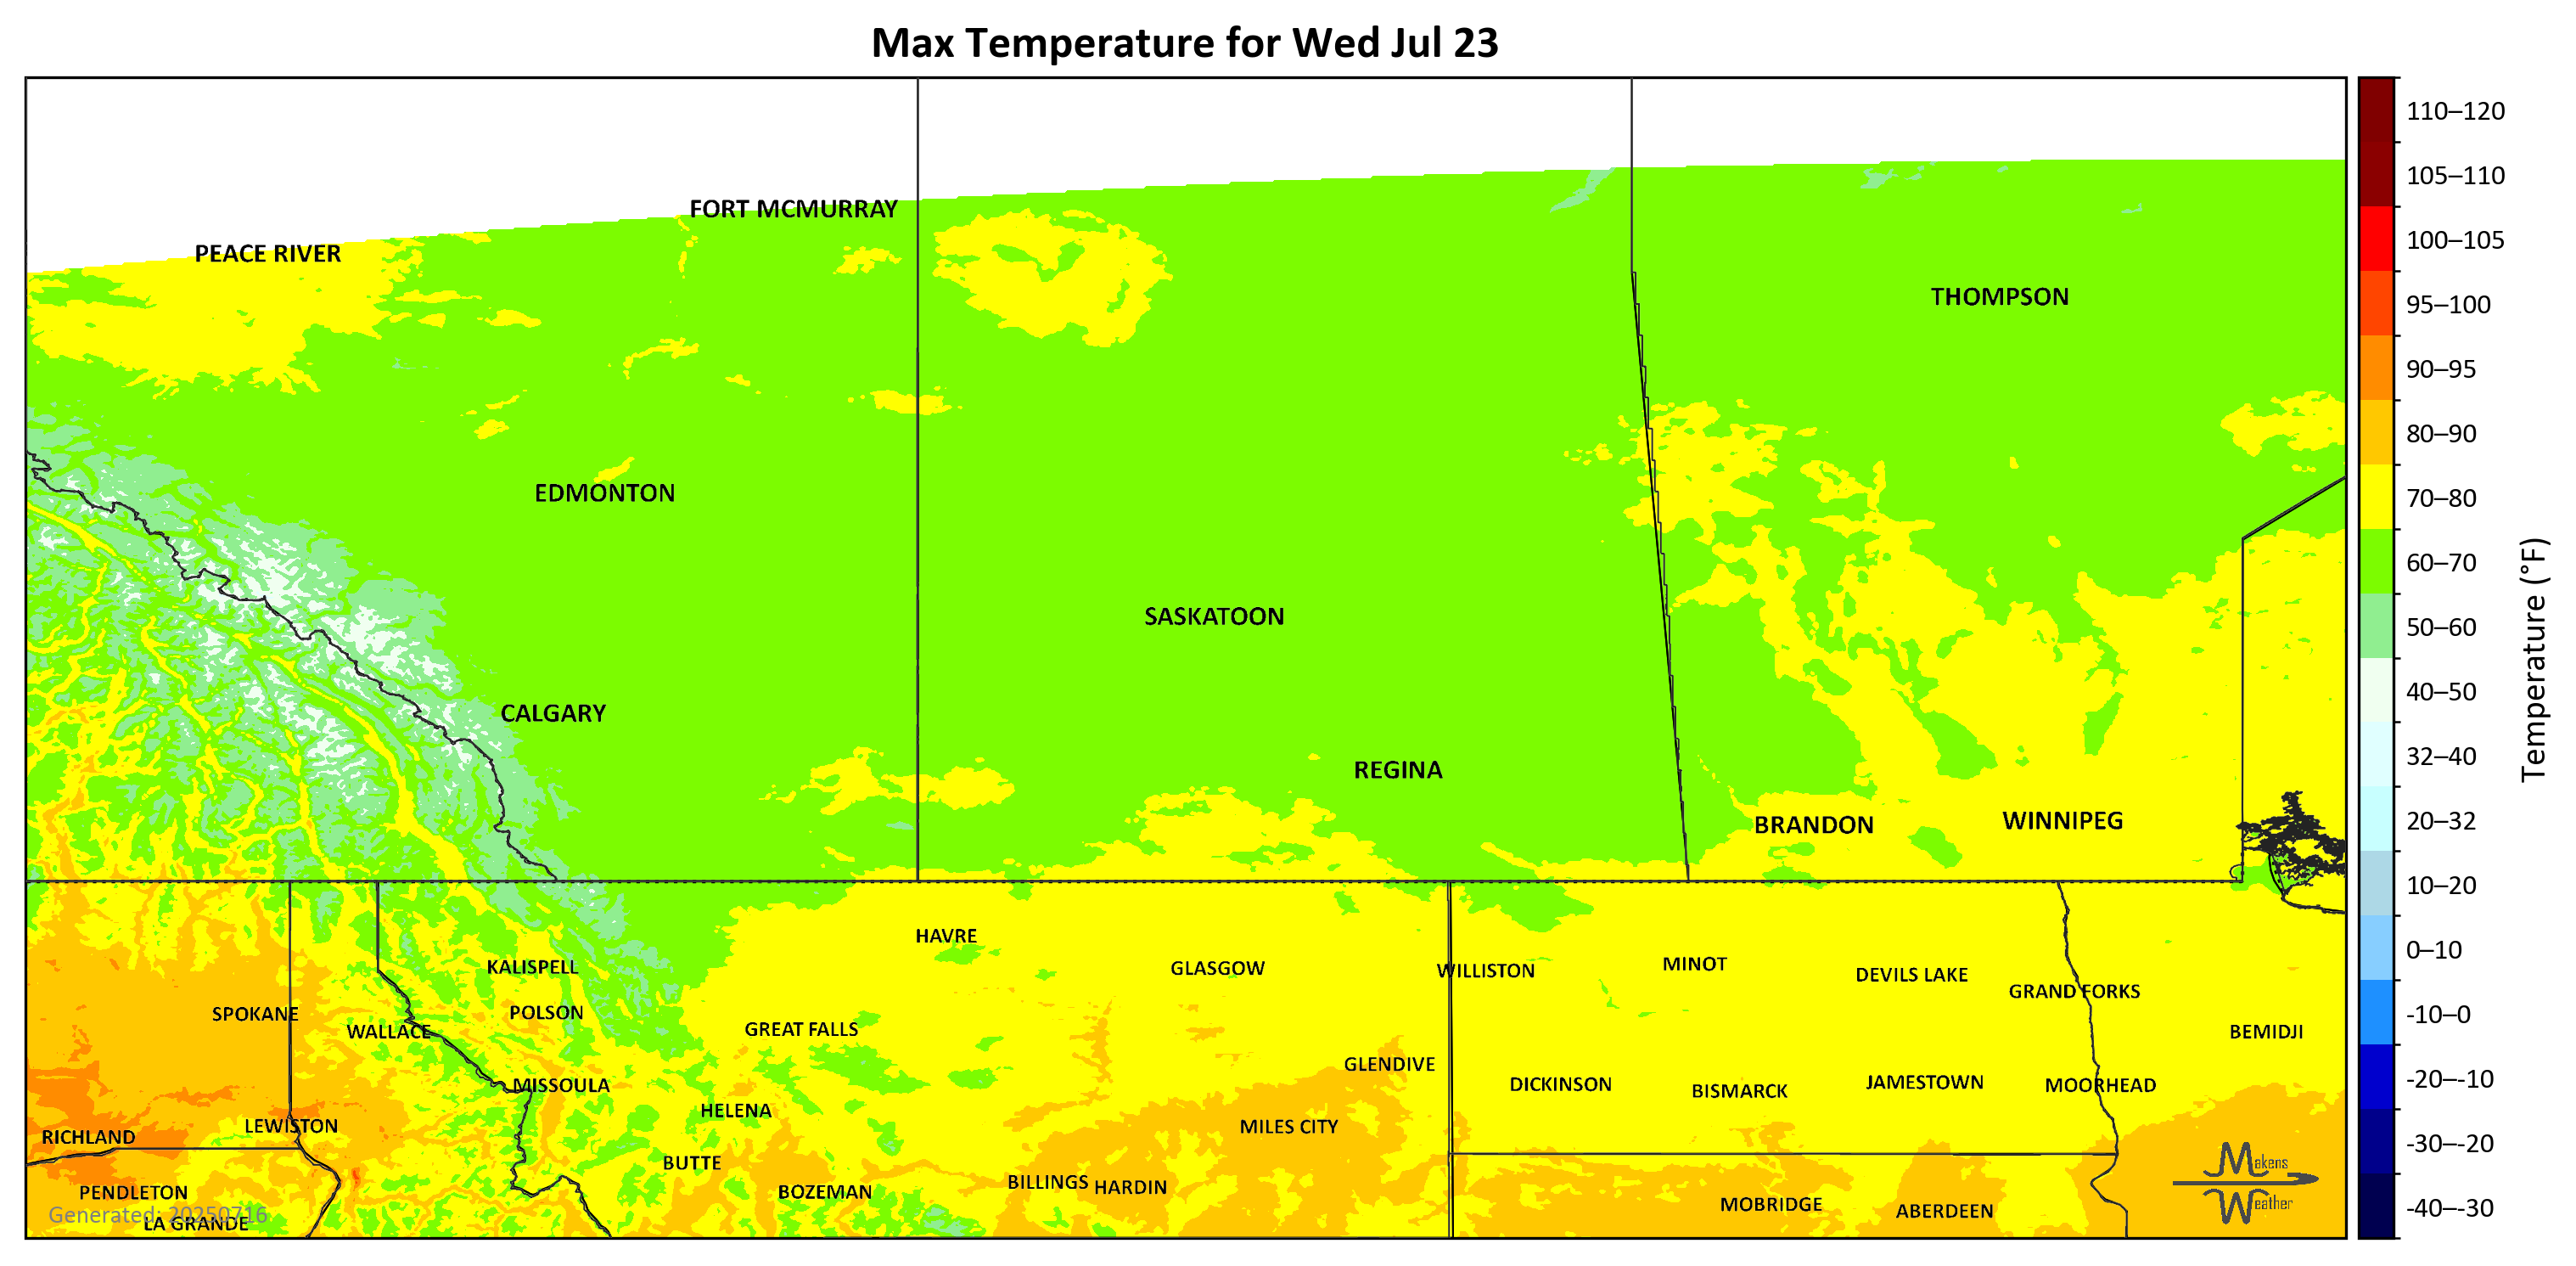 Max Temperature for Wed Jul 23
110–120
105–110
100–105
95–100
90–95
80–90
70–80
60–70
50–60
40–50
32–40
20–32
10–20
0–10
-10–0
-20–-10
-30–-20
-40–-30
Temperature (°F)
FORT MCMURRAY
PEACE RIVER
THOMPSON
EDMONTON
SASKATOON
CALGARY
REGINA
BRANDON
WINNIPEG
HAVRE
KALISPELL
GLASGOW
WILLISTON
MINOT
DEVILS LAKE
GRAND FORKS
SPOKANE
POLSON
WALLACE
GREAT FALLS
BEMIDJI
GLENDIVE
MISSOULA
DICKINSON
BISMARCK
JAMESTOWN
MOORHEAD
HELENA
LEWISTON
MILES CITY
RICHLAND
BUTTE
BILLINGS
HARDIN
PENDLETON
BOZEMAN
MOBRIDGE
ABERDEEN
LA GRANDE
Generated: 20250716
Makens
Weather